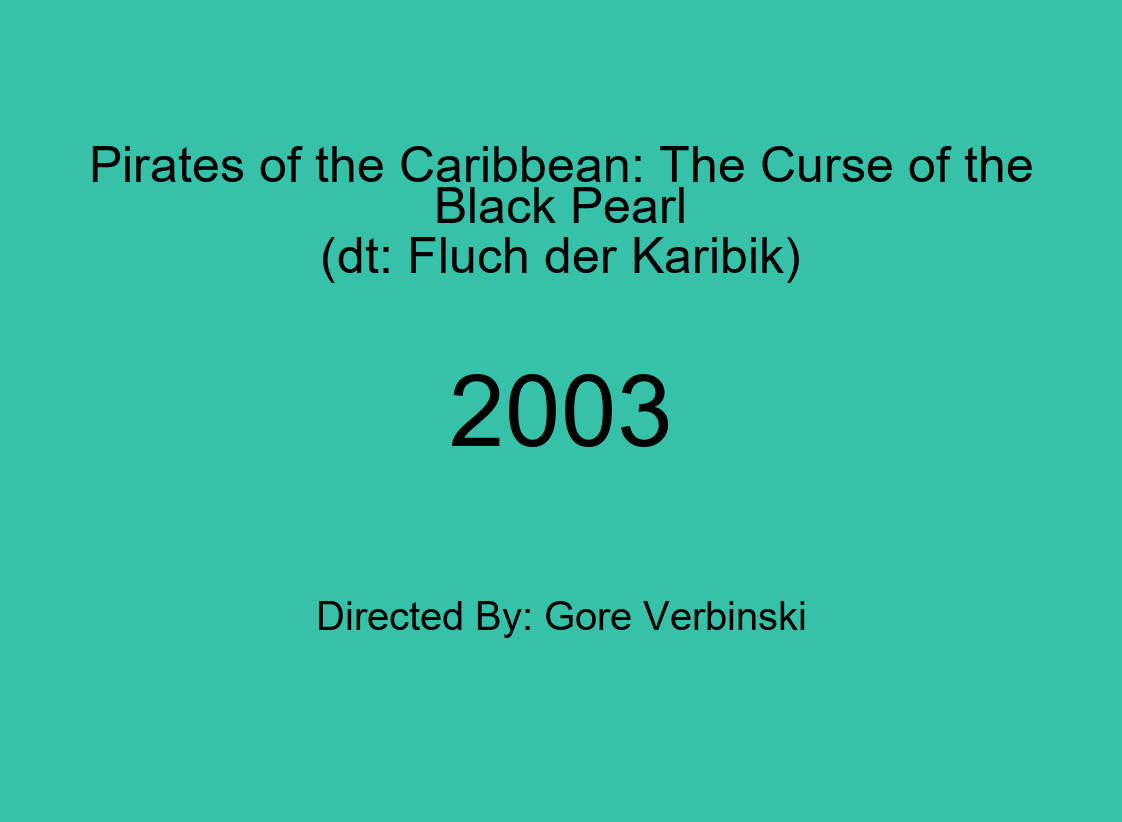 Pirates of the Caribbean: The Curse of the
Black Pearl
(dt: Fluch der Karibik)
2003
Directed By: Gore Verbinski